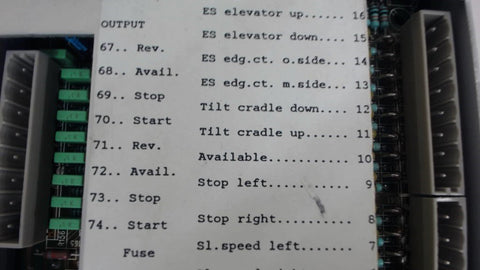 OUTPUT
67.. Rev.
68.. Avail.
69.. Stop
70.. Start
71.. Rev.
72.. Avail.
73.. Stop
74.. Start
Fuse
ES elevator up...... 16
ES elevator down.... 15
ES edg.ct. o.side... 14
ES edg.ct. m.side... 13
Tilt cradle down.... 12
Tilt cradle up...... 11
Available........... 10
Stop left........... 9
Stop right.......... 8
Sl.speed left....... 7